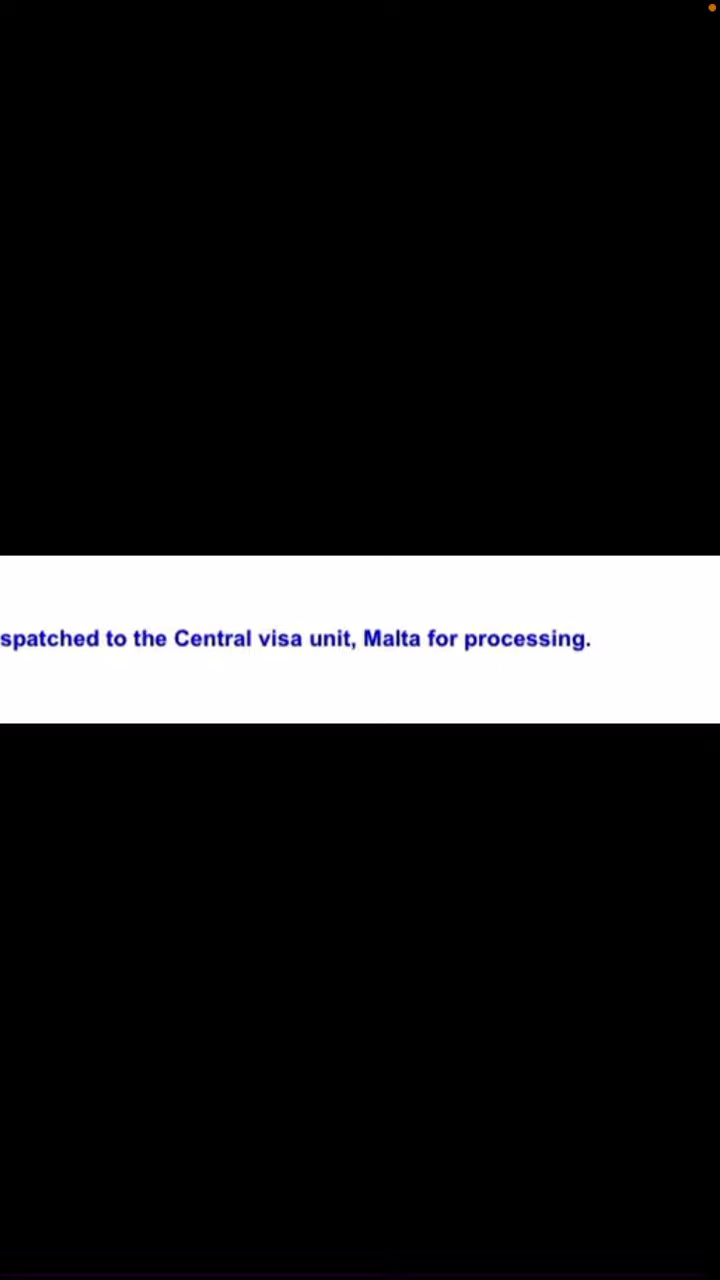 spatched to the Central visa unit, Malta for processing.